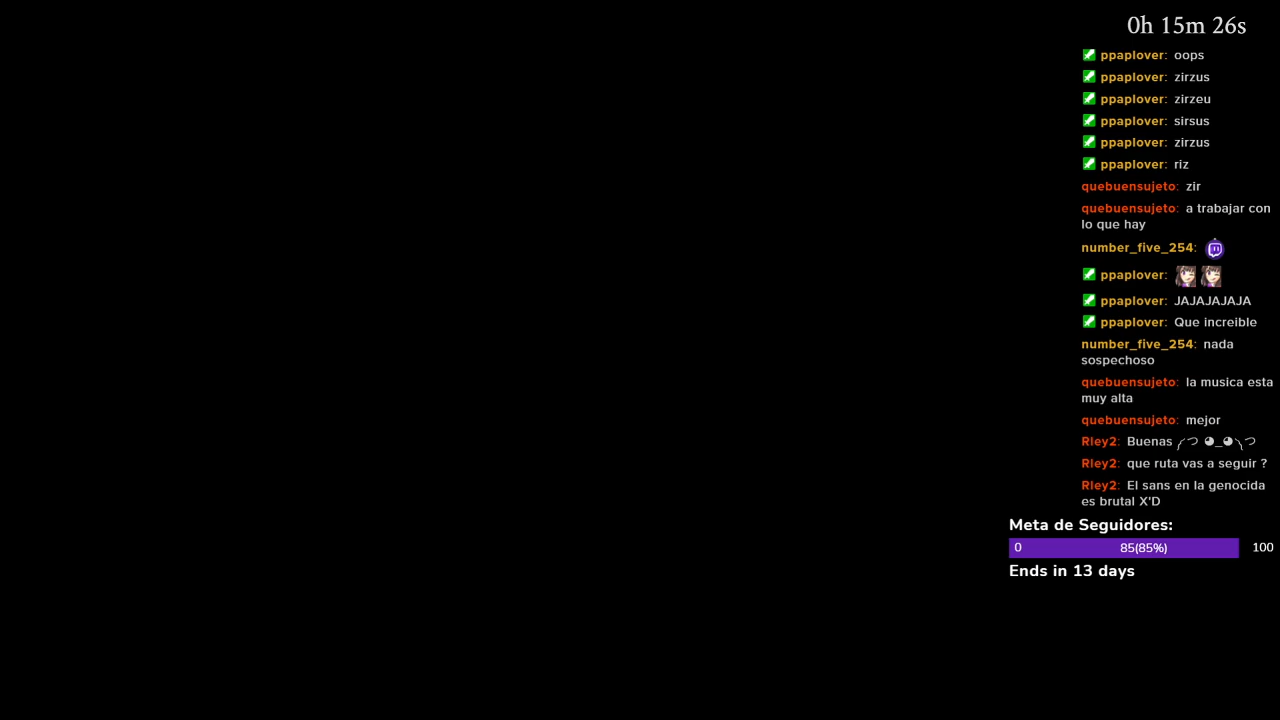 0h 15m 26s
ppaplover: oops
ppaplover: zirzus
ppaplover: zirzeu
ppaplover: sirsus
ppaplover: zirzus
ppaplover: riz
quebuensujeto: zir
quebuensujeto: a trabajar con
lo que hay
number_five_254:
ppaplover:
ppaplover: JAJAJAJAJA
ppaplover: Que increible
number_five_254: nada
sospechoso
quebuensujeto: la musica esta
muy alta
quebuensujeto: mejor
Rley2: Buenas ╭つ ◕_◕╮つ
Rley2: que ruta vas a seguir ?
Rley2: El sans en la genocida
es brutal X'D
Meta de Seguidores:
0 85(85%) 100
Ends in 13 days